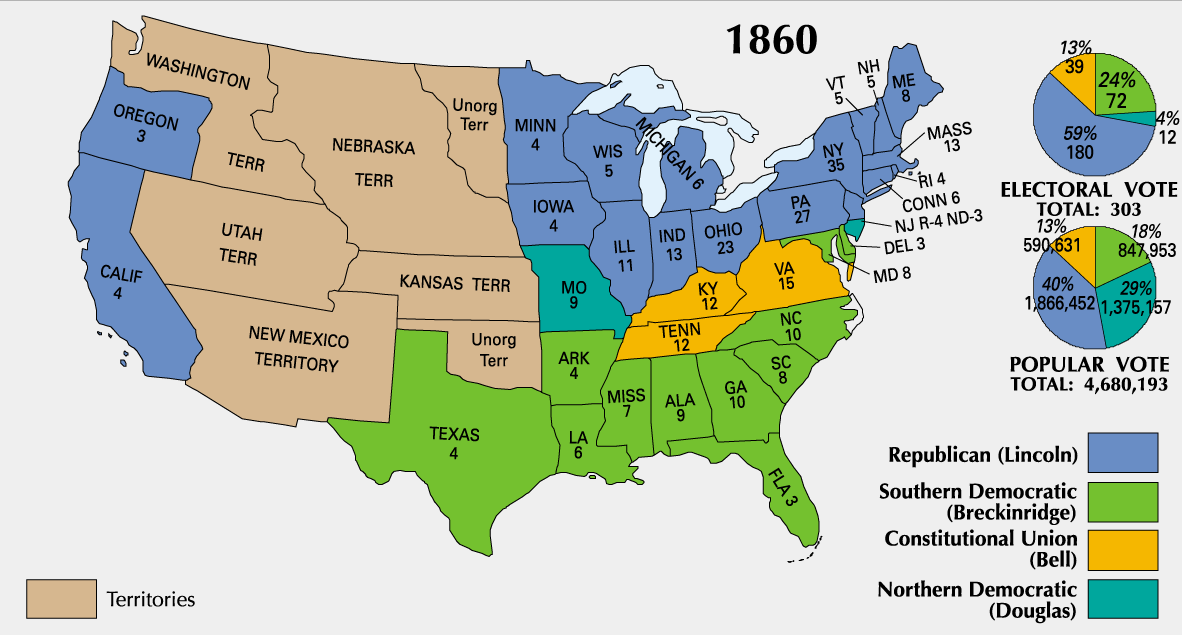 1860
WASHINGTON
TERR
OREGON
3
CALIF
4
UTAH
TERR
NEBRASKA
TERR
Unorg
Terr
KANSAS TERR
NEW MEXICO
TERRITORY
Unorg
Terr
TEXAS
4
MINN
4
IOWA
4
MO
9
ARK
4
LA
6
WIS
5
ILL
11
MICHIGAN 6
IND
13
OHIO
23
KY
12
TENN
12
MISS
7
ALA
9
GA
10
FLA 3
SC
8
NC
10
VA
15
PA
27
NY
35
VT
5
NH
5
ME
8
MASS
13
RI 4
CONN 6
NJ R-4 ND-3
DEL 3
MD 8
13%
39
24%
72
4%
12
59%
180
ELECTORAL VOTE
TOTAL: 303
13%
590,631
18%
847,953
40%
1,866,452
29%
1,375,157
POPULAR VOTE
TOTAL: 4,680,193
Republican (Lincoln)
Southern Democratic
(Breckinridge)
Constitutional Union
(Bell)
Northern Democratic
(Douglas)
Territories